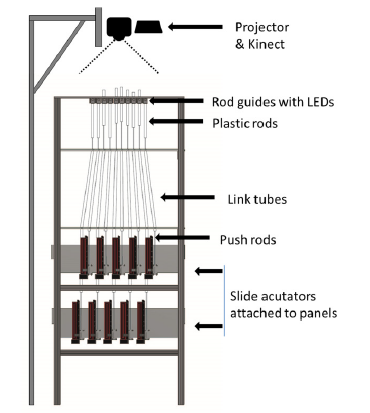 Projector
& Kinect
Rod guides with LEDs
Plastic rods
Link tubes
Push rods
Slide acutators
attached to panels